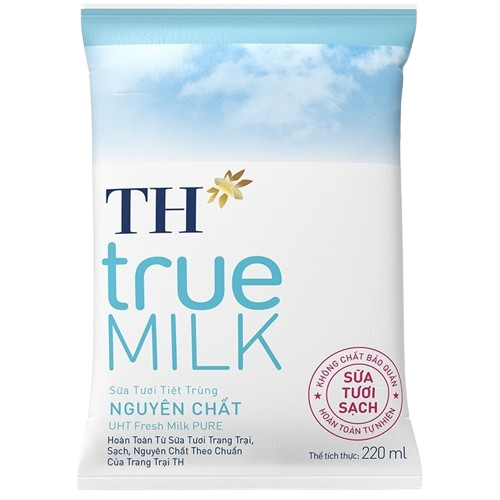 TH
true
MILK
Sữa Tươi Tiệt Trùng
NGUYÊN CHẤT
UHT Fresh Milk PURE
Hoàn Toàn Từ Sữa Tươi Trang Trại,
Sạch, Nguyên Chất Theo Chuẩn
Của Trang Trại TH
KHÔNG CHẤT BẢO QUẢN
SỮA
TƯƠI
SẠCH
HOÀN TOÀN TỰ NHIÊN
Thể tích thực: 220 ml